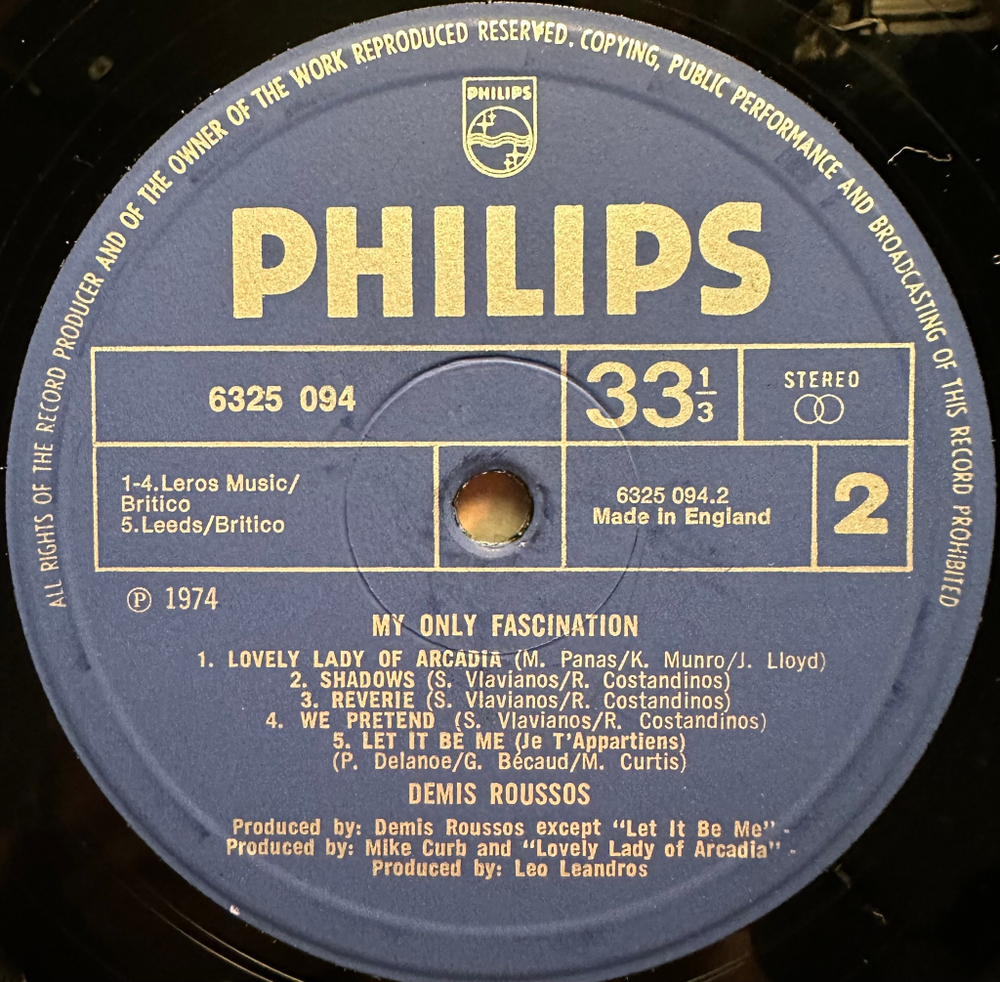 ALL RIGHTS OF THE RECORD PRODUCER AND OF THE OWNER OF THE WORK REPRODUCED RESERVED. COPYING, PUBLIC PERFORMANCE AND BROADCASTING OF THIS RECORD PROHIBITED
PHILIPS
PHILIPS
6325 094
33 1/3
STEREO
1-4.Leros Music/
Britico
5.Leeds/Britico
6325 094.2
Made in England
2
Ⓟ 1974
MY ONLY FASCINATION
1. LOVELY LADY OF ARCADIA (M. Panas/K. Munro/J. Lloyd)
2. SHADOWS (S. Vlavianos/R. Costandinos)
3. REVERIE (S. Vlavianos/R. Costandinos)
4. WE PRETEND (S. Vlavianos/R. Costandinos)
5. LET IT BE ME (Je T'Appartiens)
(P. Delanoe/G. Bécaud/M. Curtis)
DEMIS ROUSSOS
Produced by: Demis Roussos except "Let It Be Me" -
Produced by: Mike Curb and "Lovely Lady of Arcadia" -
Produced by: Leo Leandros